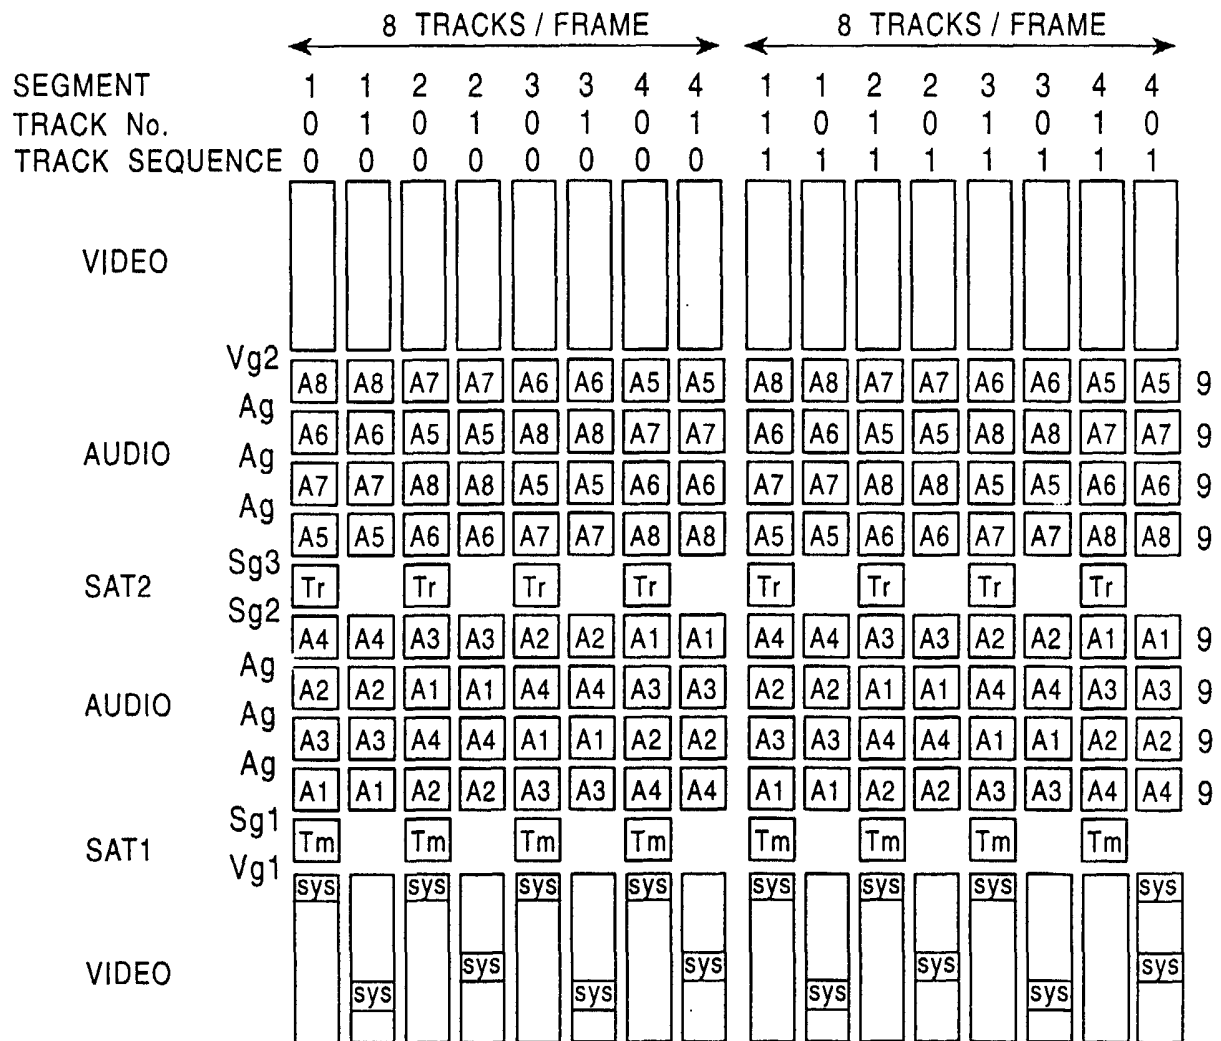 8 TRACKS / FRAME 8 TRACKS / FRAME
SEGMENT 1 1 2 2 3 3 4 4 1 1 2 2 3 3 4 4
TRACK No. 0 1 0 1 0 1 0 1 1 0 1 0 1 0 1 0
TRACK SEQUENCE 0 0 0 0 0 0 0 0 1 1 1 1 1 1 1 1
VIDEO
Vg2
A8 A8 A7 A7 A6 A6 A5 A5 A8 A8 A7 A7 A6 A6 A5 A5 9
Ag
A6 A6 A5 A5 A8 A8 A7 A7 A6 A6 A5 A5 A8 A8 A7 A7 9
AUDIO Ag
A7 A7 A8 A8 A5 A5 A6 A6 A7 A7 A8 A8 A5 A5 A6 A6 9
Ag
A5 A5 A6 A6 A7 A7 A8 A8 A5 A5 A6 A6 A7 A7 A8 A8 9
Sg3
SAT2 Tr Tr Tr Tr Tr Tr Tr Tr
Sg2
A4 A4 A3 A3 A2 A2 A1 A1 A4 A4 A3 A3 A2 A2 A1 A1 9
Ag
A2 A2 A1 A1 A4 A4 A3 A3 A2 A2 A1 A1 A4 A4 A3 A3 9
AUDIO Ag
A3 A3 A4 A4 A1 A1 A2 A2 A3 A3 A4 A4 A1 A1 A2 A2 9
Ag
A1 A1 A2 A2 A3 A3 A4 A4 A1 A1 A2 A2 A3 A3 A4 A4 9
Sg1
SAT1 Tm Tm Tm Tm Tm Tm Tm Tm
Vg1
sys sys sys sys sys sys sys sys
VIDEO sys sys sys sys
sys sys sys sys